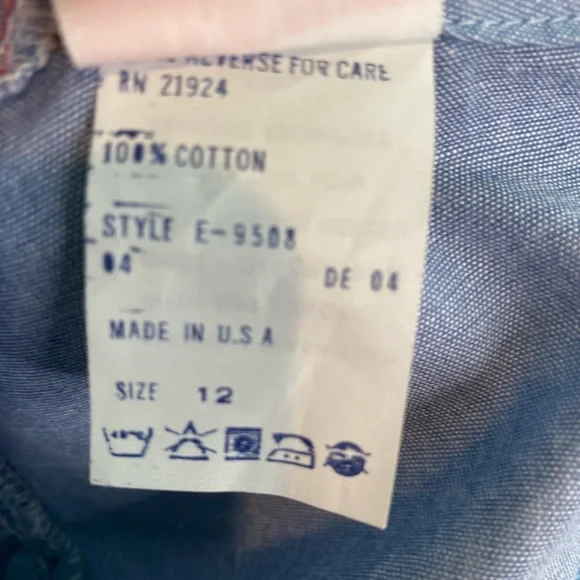 REVERSE FOR CARE
RN 21924
100% COTTON
STYLE E-9508
04 DE 04
MADE IN U.S A
SIZE 12